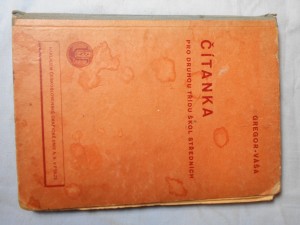 GREGOR-VÁŠA
ČÍTANKA
PRO DRUHOU TŘÍDU ŠKOL STŘEDNÍCH